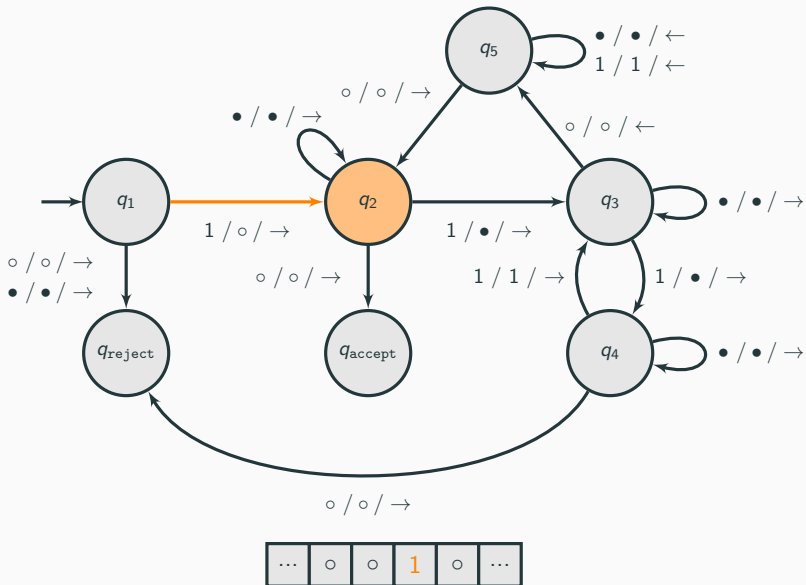 q5
• / • / ←
1 / 1 / ←
∘ / ∘ / →
• / • / →
∘ / ∘ / ←
q1
q2
q3
• / • / →
1 / ∘ / →
1 / • / →
∘ / ∘ / →
• / • / →
∘ / ∘ / →
1 / 1 / →
1 / • / →
qreject
qaccept
q4
• / • / →
∘ / ∘ / →
... ∘ ∘ 1 ∘ ...